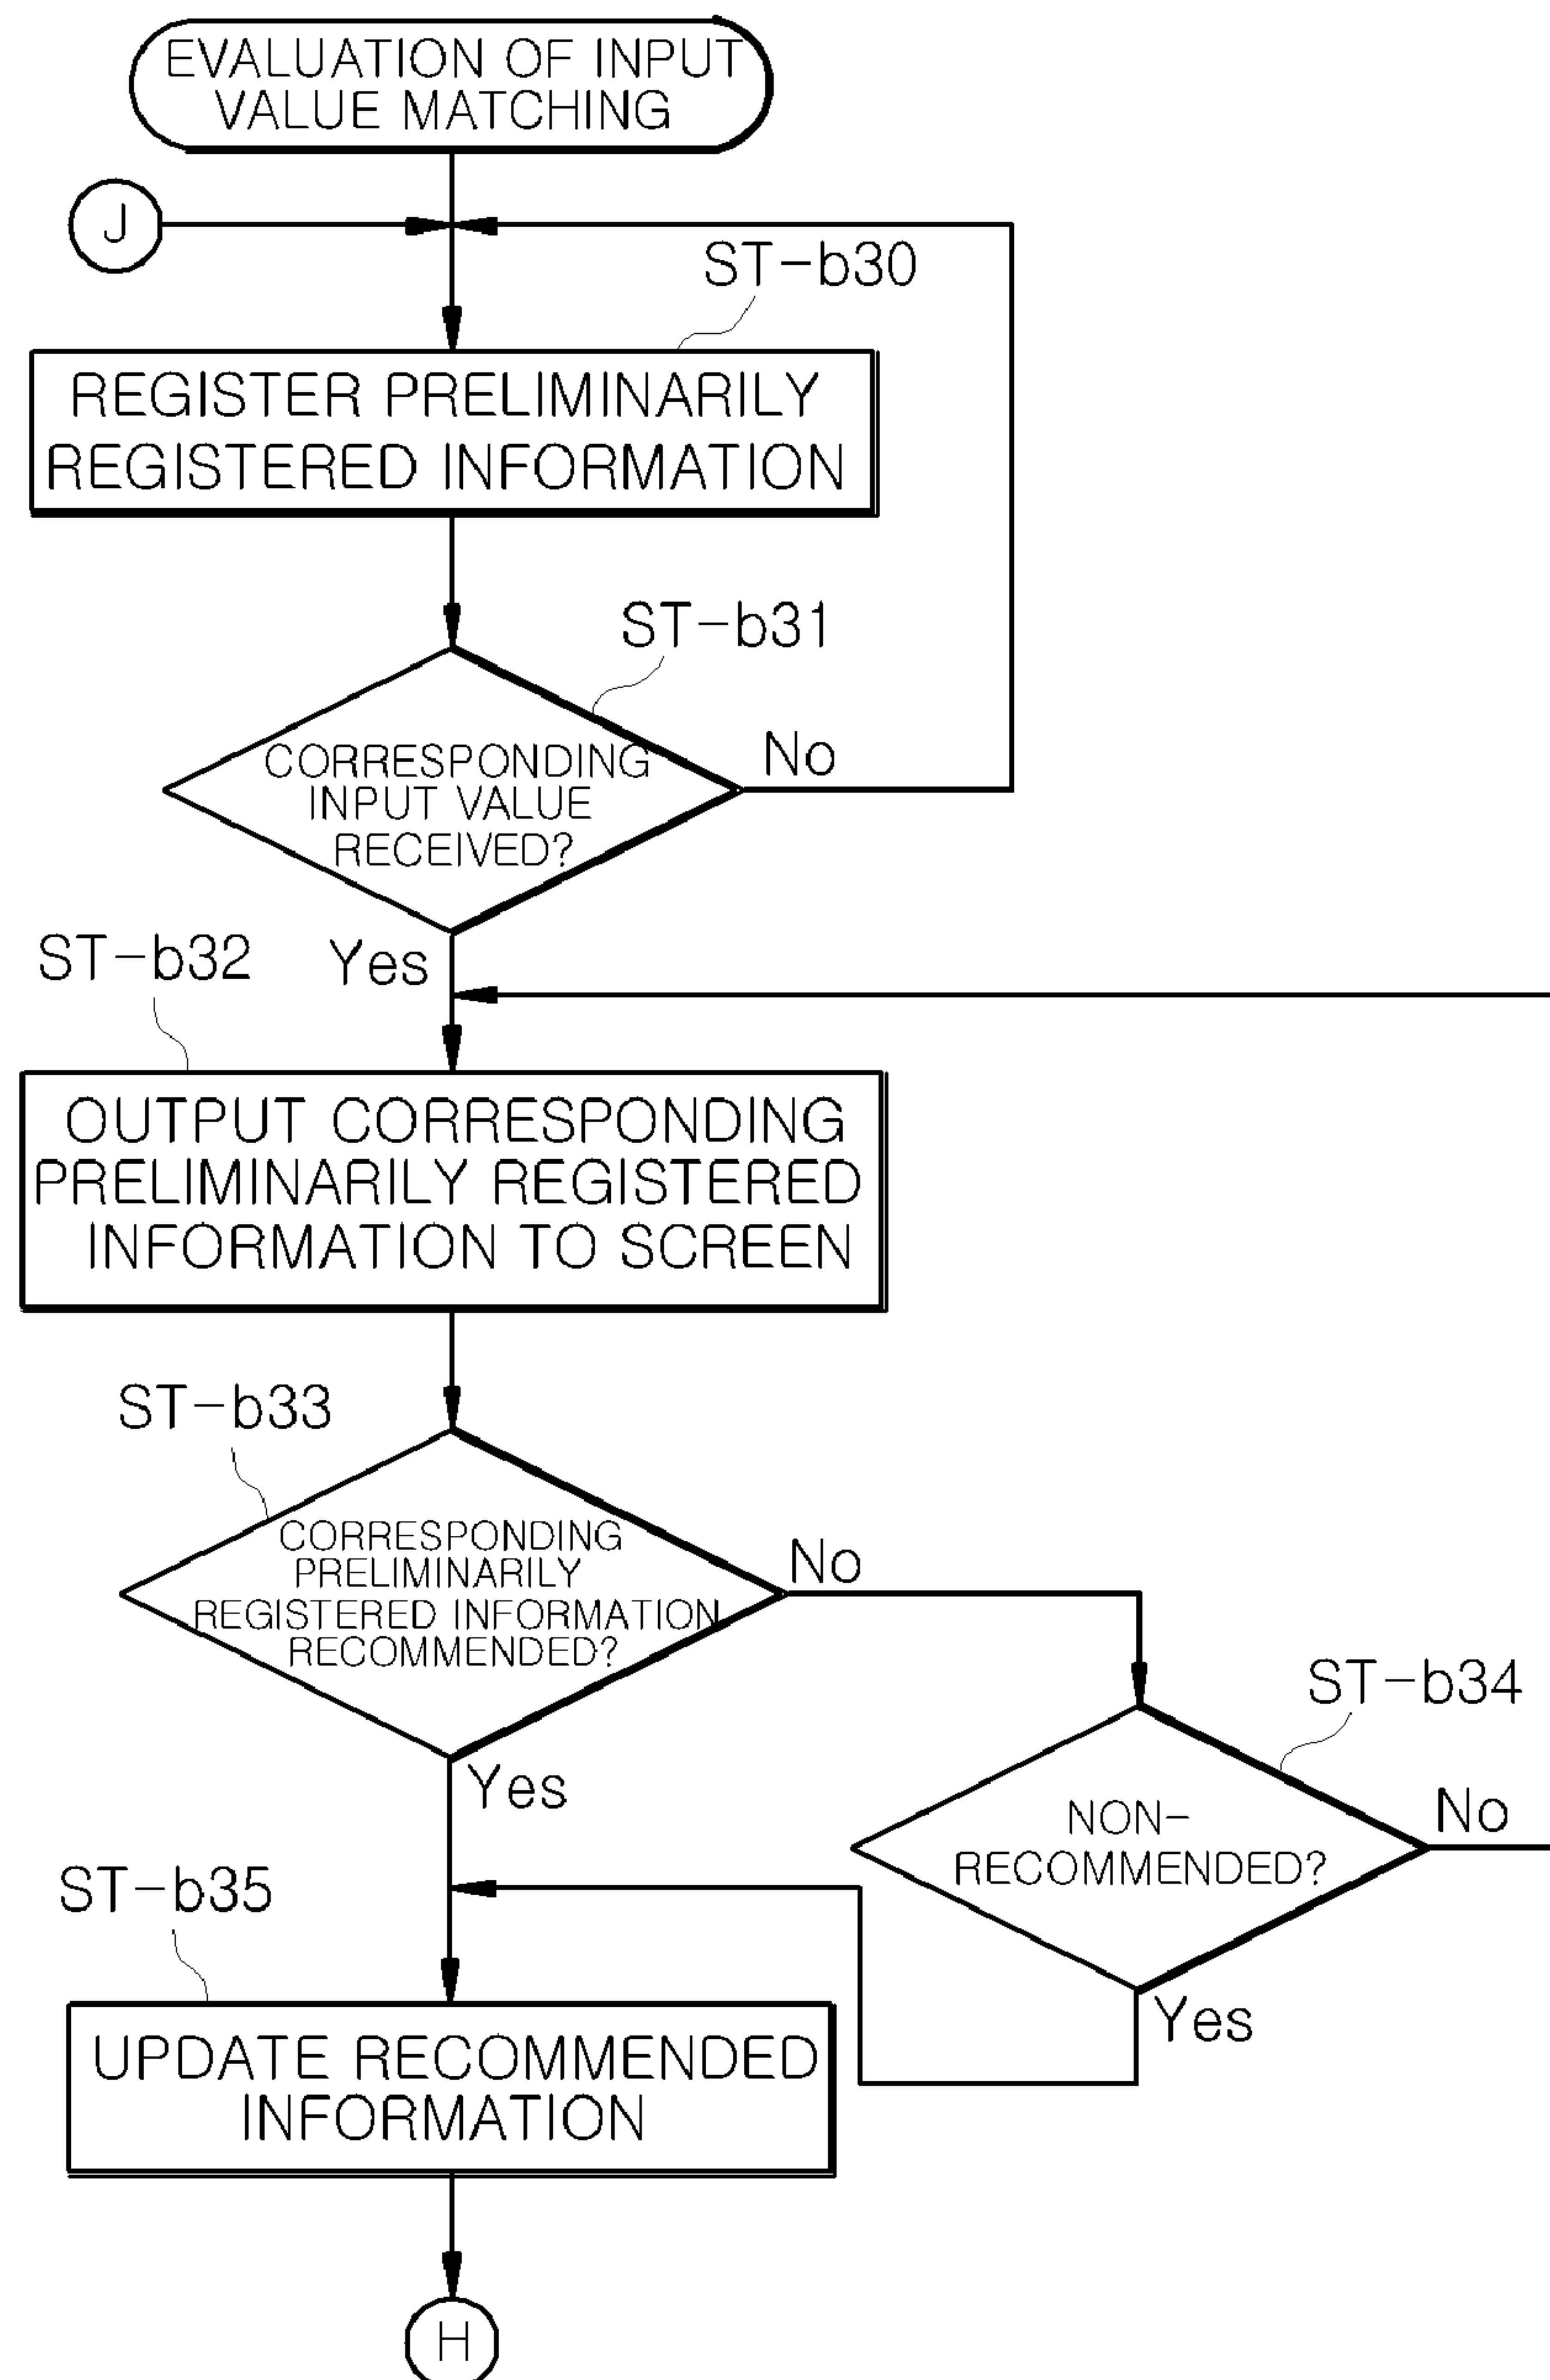 EVALUATION OF INPUT
VALUE MATCHING
J
ST-b30
REGISTER PRELIMINARILY
REGISTERED INFORMATION
ST-b31
CORRESPONDING
INPUT VALUE
RECEIVED?
No
ST-b32
Yes
OUTPUT CORRESPONDING
PRELIMINARILY REGISTERED
INFORMATION TO SCREEN
ST-b33
CORRESPONDING
PRELIMINARILY
REGISTERED INFORMATION
RECOMMENDED?
No
ST-b34
Yes
NON-
RECOMMENDED?
No
ST-b35
Yes
UPDATE RECOMMENDED
INFORMATION
H